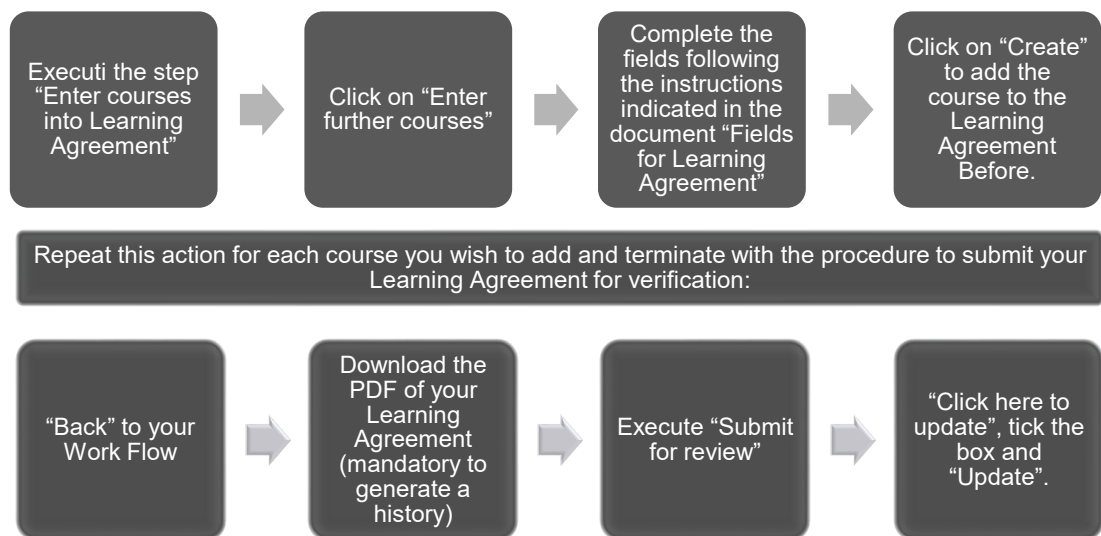 Executi the step
“Enter courses
into Learning
Agreement”
Click on “Enter
further courses”
Complete the
fields following
the instructions
indicated in the
document “Fields
for Learning
Agreement”
Click on “Create”
to add the
course to the
Learning
Agreement
Before.
Repeat this action for each course you wish to add and terminate with the procedure to submit your
Learning Agreement for verification:
“Back” to your
Work Flow
Download the
PDF of your
Learning
Agreement
(mandatory to
generate a
history)
Execute “Submit
for review”
“Click here to
update”, tick the
box and
“Update”.